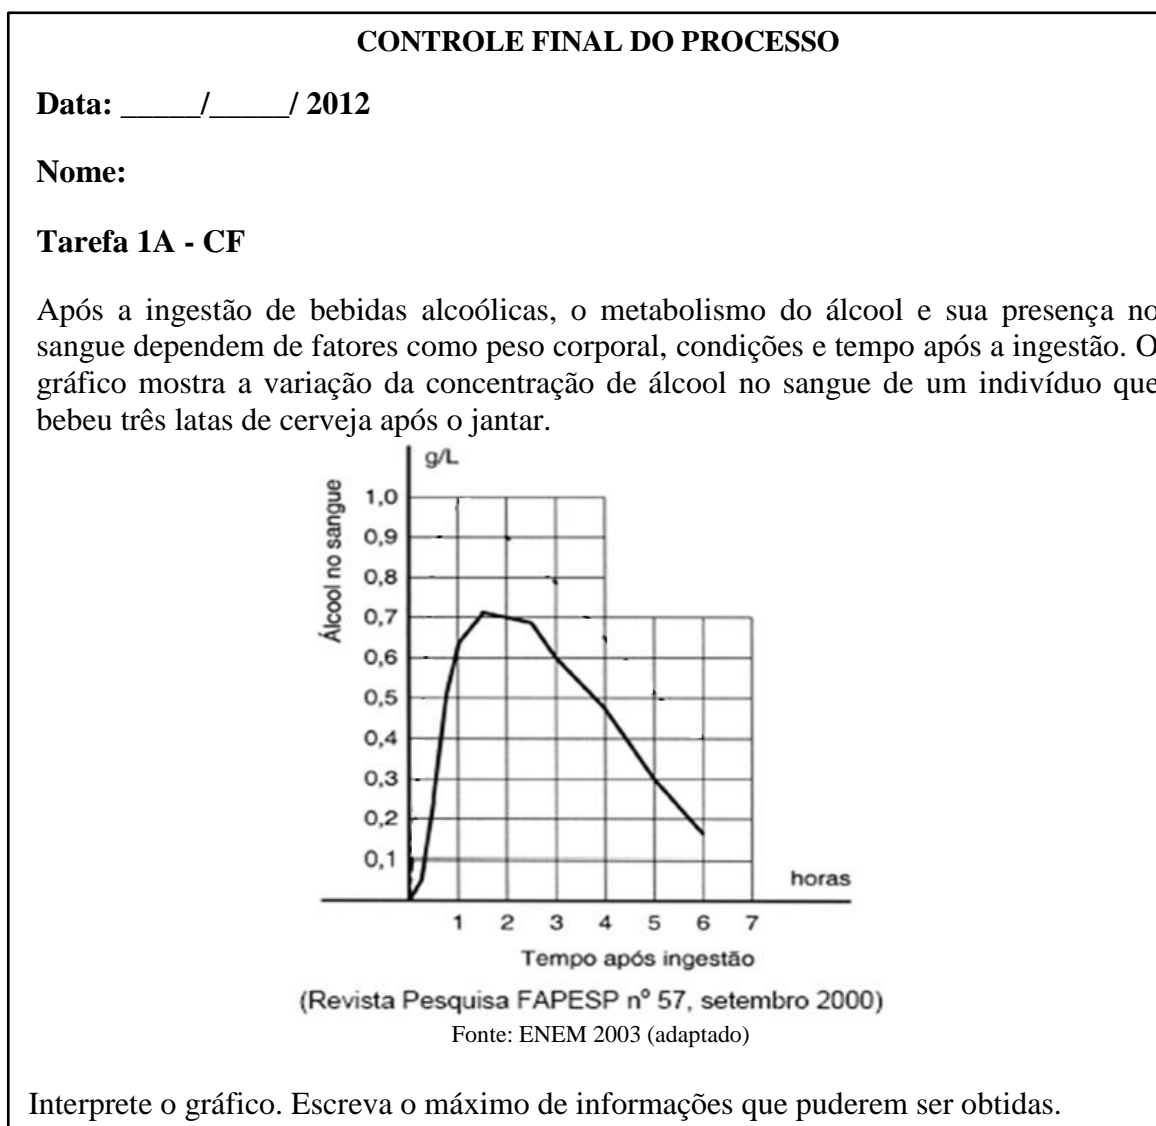 CONTROLE FINAL DO PROCESSO
Data: _____/_____/ 2012
Nome:
Tarefa 1A - CF
Após a ingestão de bebidas alcoólicas, o metabolismo do álcool e sua presença no
sangue dependem de fatores como peso corporal, condições e tempo após a ingestão. O
gráfico mostra a variação da concentração de álcool no sangue de um indivíduo que
bebeu três latas de cerveja após o jantar.
g/L
Álcool no sangue
1,0
0,9
0,8
0,7
0,6
0,5
0,4
0,3
0,2
0,1
horas
1 2 3 4 5 6 7
Tempo após ingestão
(Revista Pesquisa FAPESP nº 57, setembro 2000)
Fonte: ENEM 2003 (adaptado)
Interprete o gráfico. Escreva o máximo de informações que puderem ser obtidas.